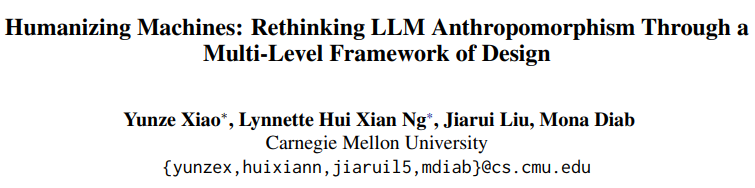 Humanizing Machines: Rethinking LLM Anthropomorphism Through a
Multi-Level Framework of Design
Yunze Xiao*, Lynnette Hui Xian Ng*, Jiarui Liu, Mona Diab
Carnegie Mellon University
{yunzex,huixiann,jiaruil5,mdiab}@cs.cmu.edu